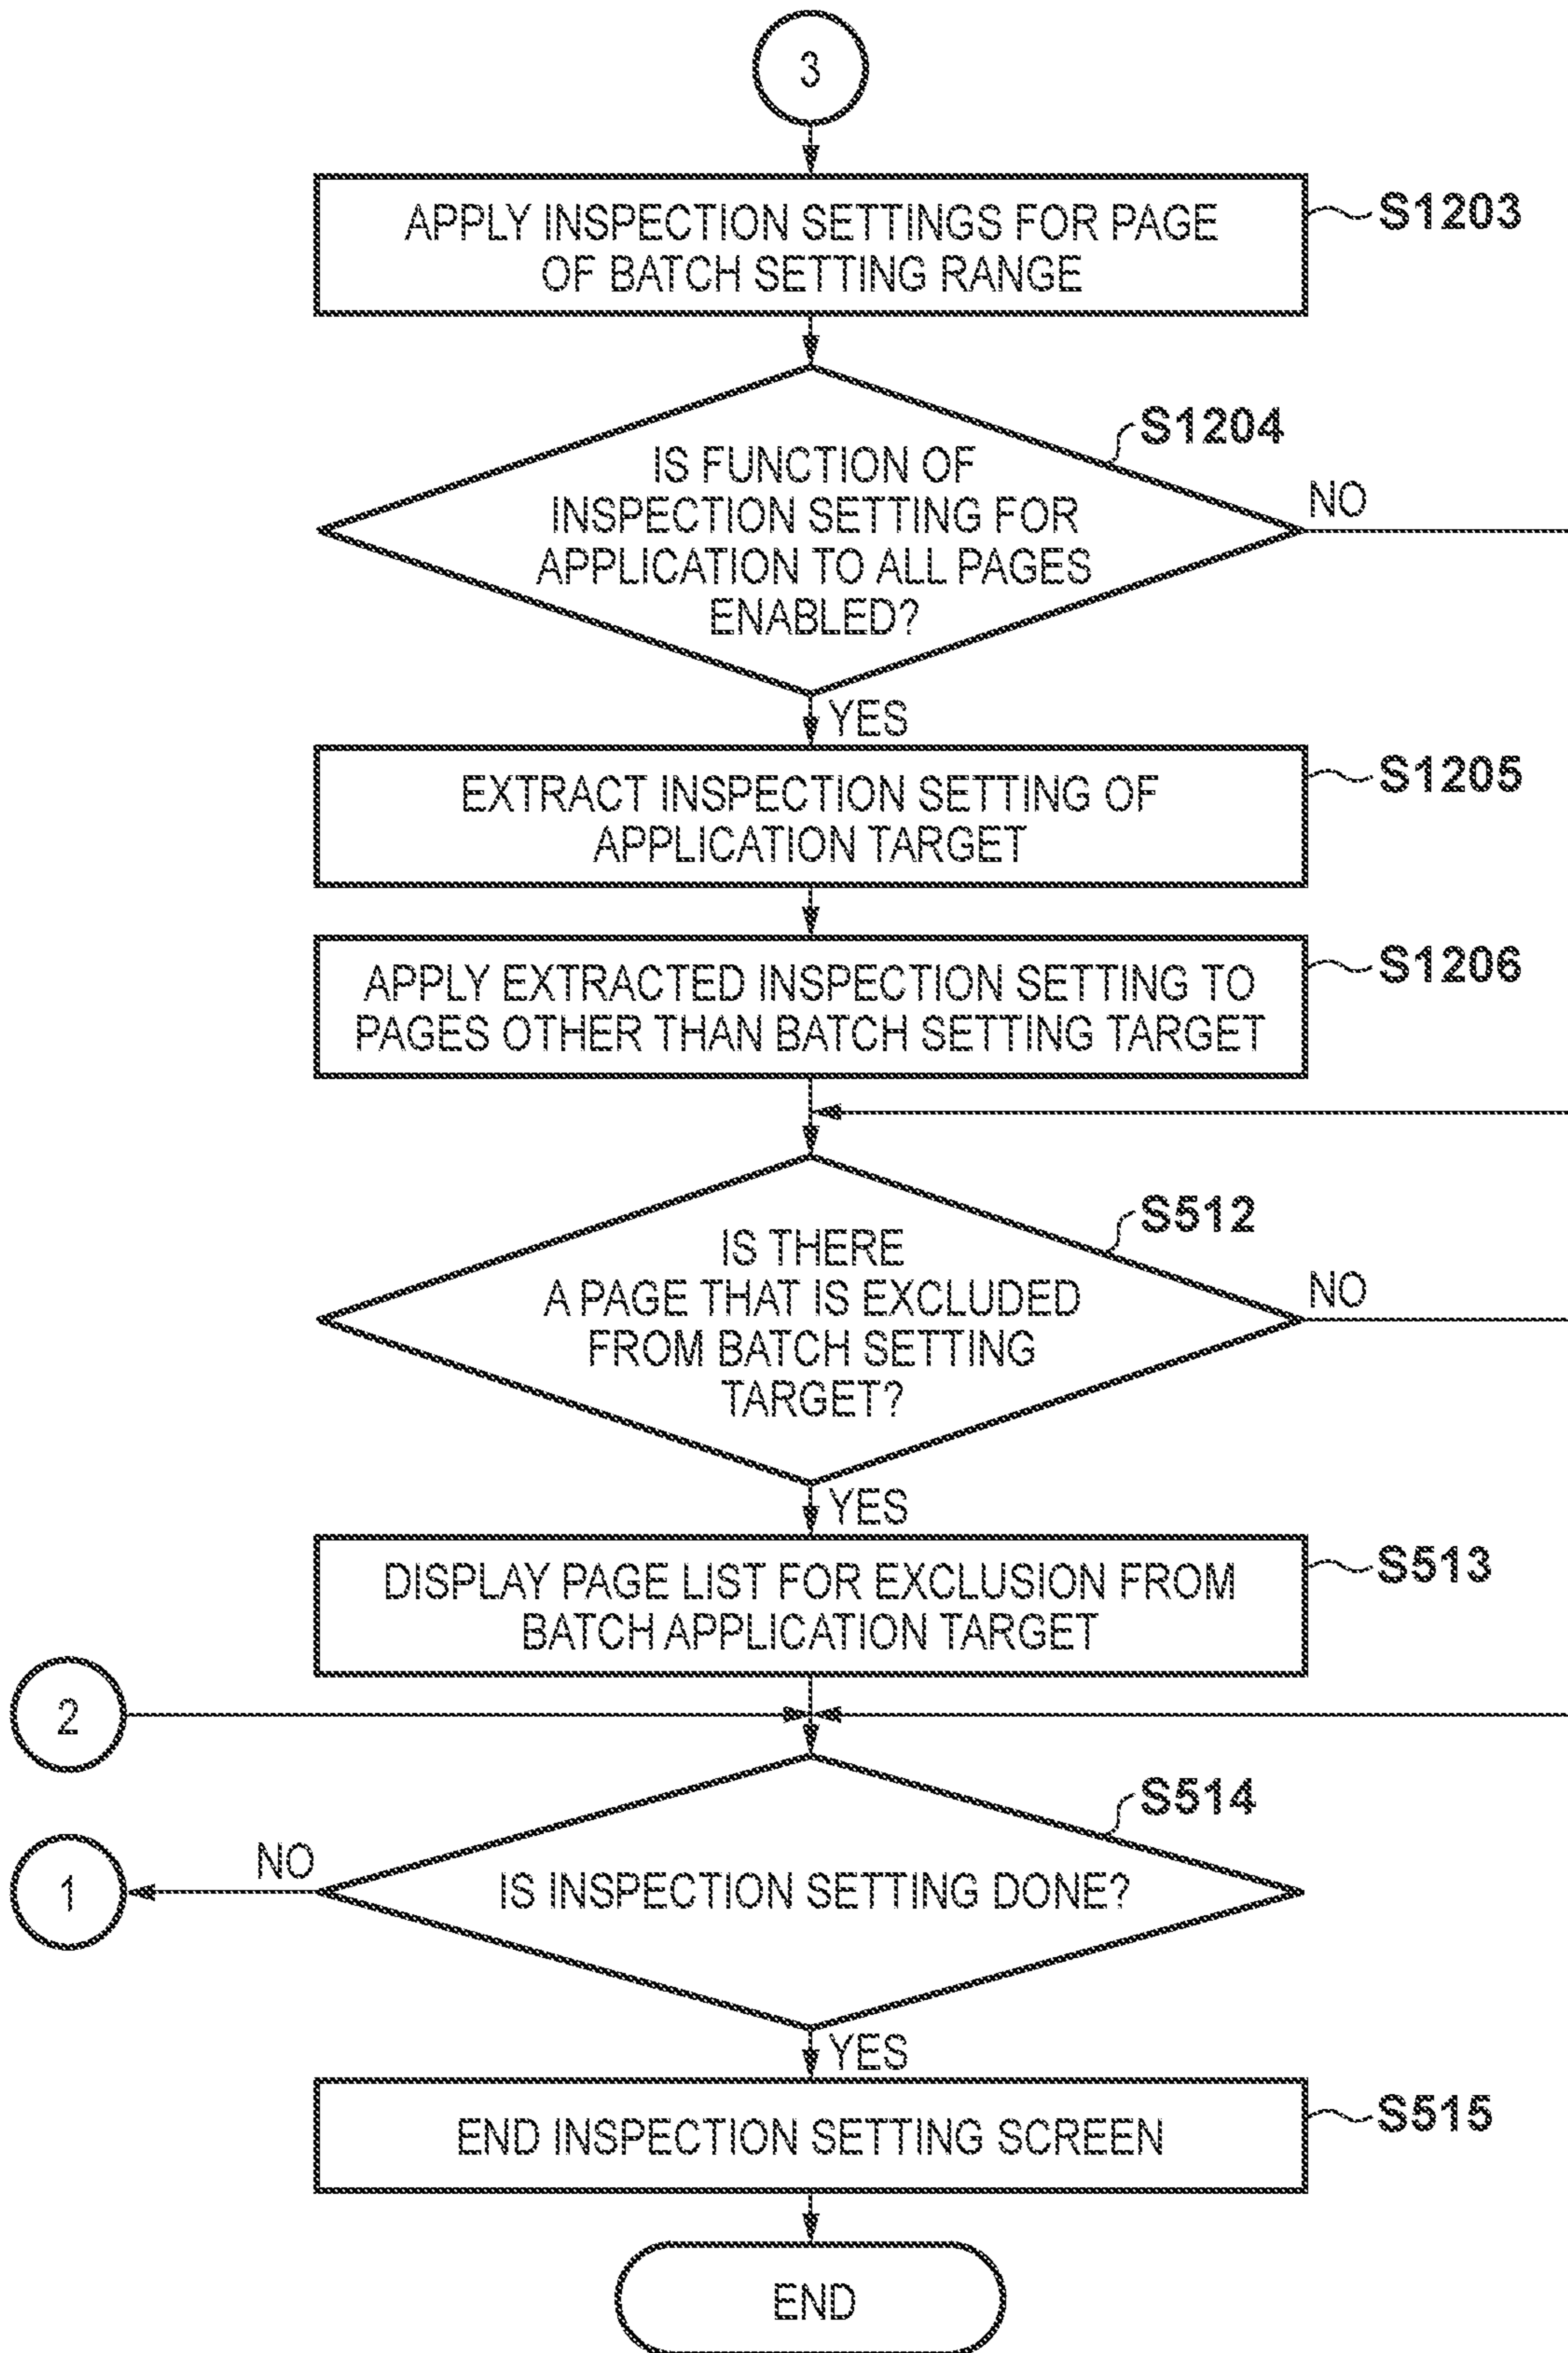 3
APPLY INSPECTION SETTINGS FOR PAGE
OF BATCH SETTING RANGE
S1203
S1204
IS FUNCTION OF
INSPECTION SETTING FOR
APPLICATION TO ALL PAGES
ENABLED?
NO
YES
EXTRACT INSPECTION SETTING OF
APPLICATION TARGET
S1205
APPLY EXTRACTED INSPECTION SETTING TO
PAGES OTHER THAN BATCH SETTING TARGET
S1206
S512
IS THERE
A PAGE THAT IS EXCLUDED
FROM BATCH SETTING
TARGET?
NO
YES
DISPLAY PAGE LIST FOR EXCLUSION FROM
BATCH APPLICATION TARGET
S513
2
S514
IS INSPECTION SETTING DONE?
NO
1
YES
END INSPECTION SETTING SCREEN
S515
END